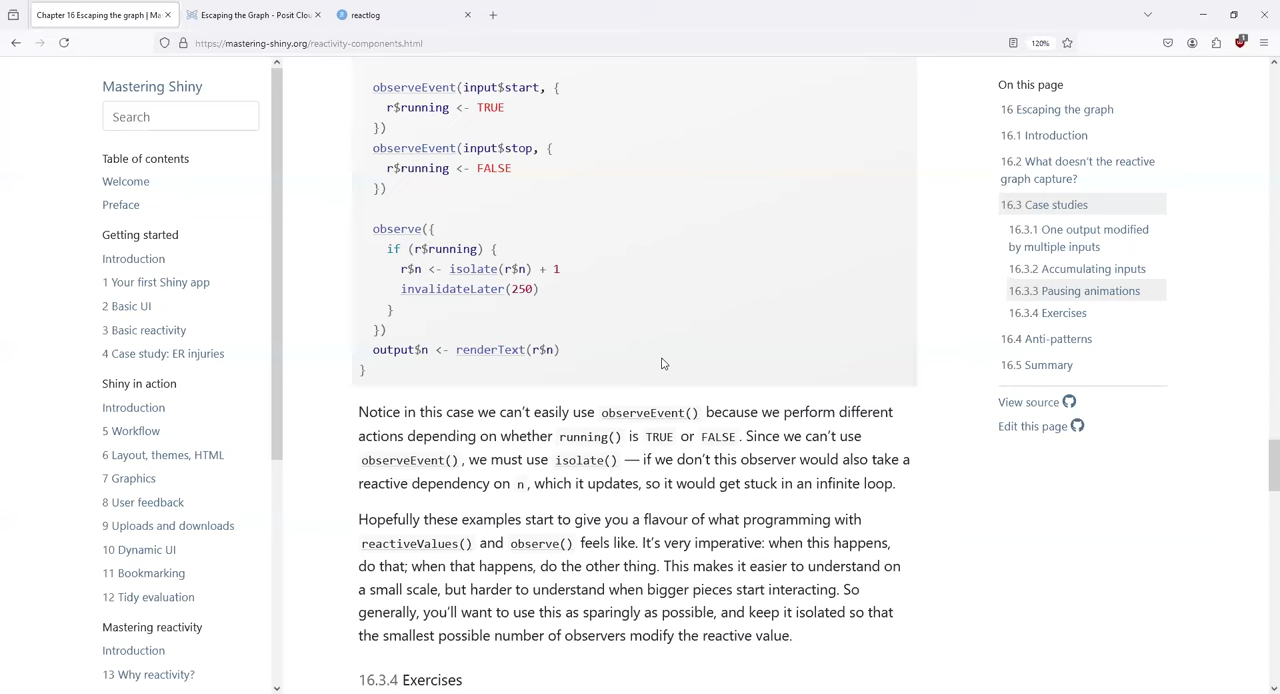 Chapter 16 Escaping the graph | Ma
Escaping the Graph - Posit Clou
reactlog
https://mastering-shiny.org/reactivity-components.html
120%
1
Mastering Shiny
Search
Table of contents
Welcome
Preface
Getting started
Introduction
1 Your first Shiny app
2 Basic UI
3 Basic reactivity
4 Case study: ER injuries
Shiny in action
Introduction
5 Workflow
6 Layout, themes, HTML
7 Graphics
8 User feedback
9 Uploads and downloads
10 Dynamic UI
11 Bookmarking
12 Tidy evaluation
Mastering reactivity
Introduction
13 Why reactivity?
observeEvent(input$start, {
r$running <- TRUE
})
observeEvent(input$stop, {
r$running <- FALSE
})
observe({
if (r$running) {
r$n <- isolate(r$n) + 1
invalidateLater(250)
}
})
output$n <- renderText(r$n)
}
Notice in this case we can't easily use observeEvent() because we perform different
actions depending on whether running() is TRUE or FALSE. Since we can't use
observeEvent(), we must use isolate() — if we don't this observer would also take a
reactive dependency on n, which it updates, so it would get stuck in an infinite loop.
Hopefully these examples start to give you a flavour of what programming with
reactiveValues() and observe() feels like. It's very imperative: when this happens,
do that; when that happens, do the other thing. This makes it easier to understand on
a small scale, but harder to understand when bigger pieces start interacting. So
generally, you'll want to use this as sparingly as possible, and keep it isolated so that
the smallest possible number of observers modify the reactive value.
16.3.4 Exercises
On this page
16 Escaping the graph
16.1 Introduction
16.2 What doesn't the reactive
graph capture?
16.3 Case studies
16.3.1 One output modified
by multiple inputs
16.3.2 Accumulating inputs
16.3.3 Pausing animations
16.3.4 Exercises
16.4 Anti-patterns
16.5 Summary
View source
Edit this page